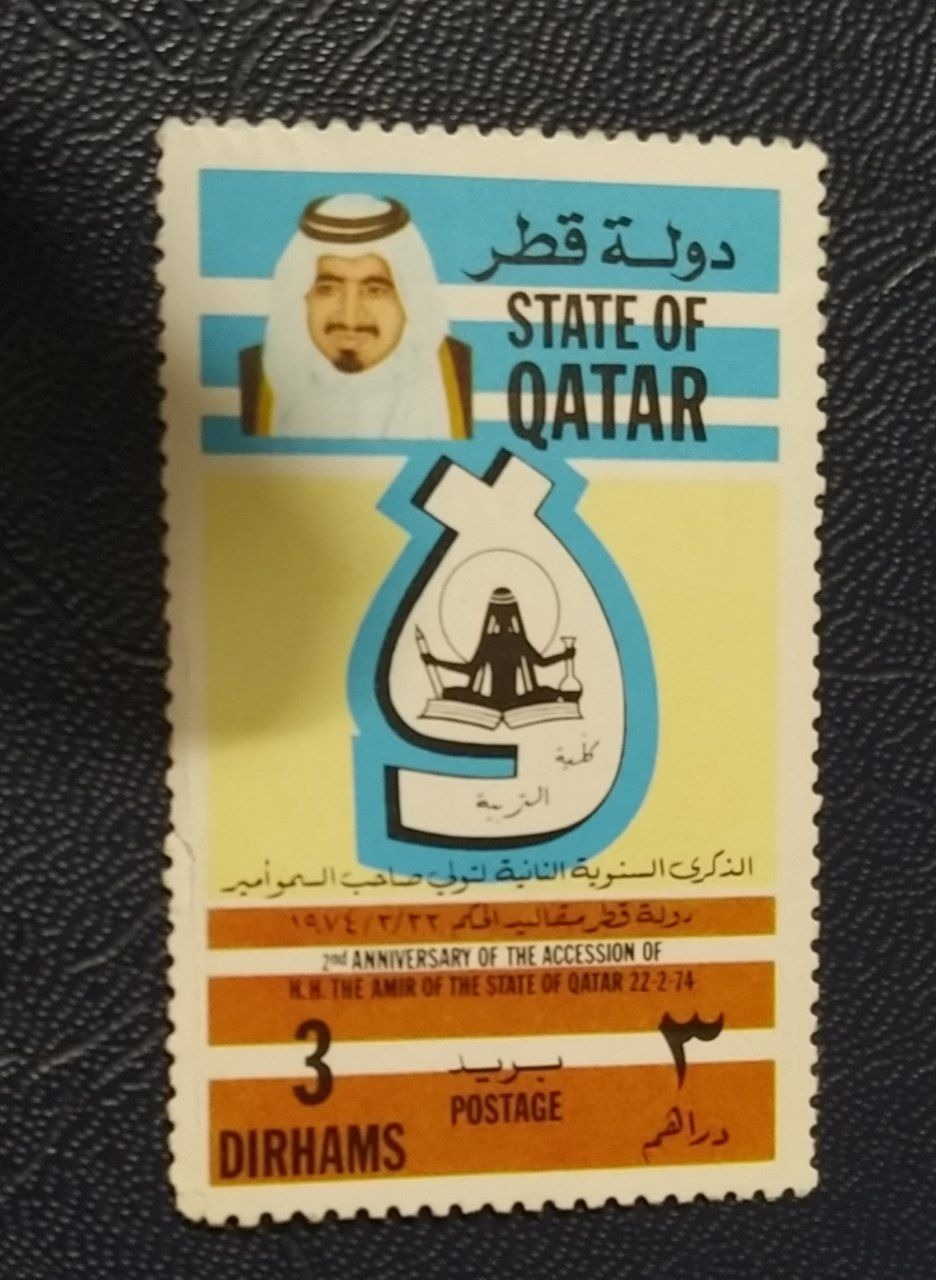 دولة قطر
STATE OF
QATAR
كلية
التربية
الذكرى السنوية الثانية لتولي صاحب السمو أمير
دولة قطر مقاليد الحكم ١٩٧٤/٢/٢٢
2nd ANNIVERSARY OF THE ACCESSION OF
H.H. THE AMIR OF THE STATE OF QATAR 22-2-74
3 بريد ٣
DIRHAMS POSTAGE دراهم